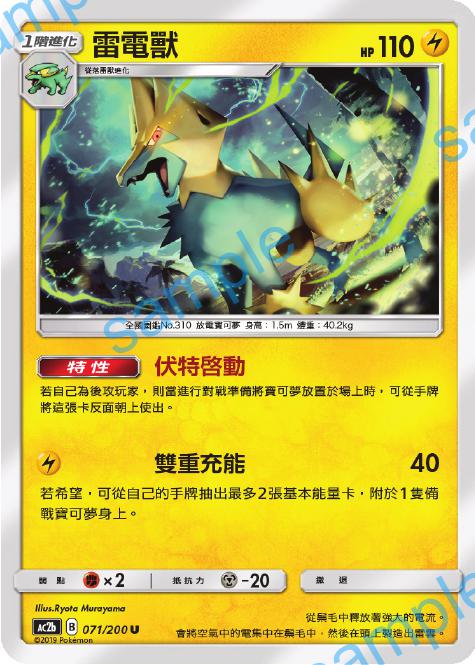 sample
1階進化
雷電獸
HP 110
從落雷獸進化
sample
sample
sample
全國圖鑑No.310 放電寶可夢 身高：1.5m 體重：40.2kg
特性 伏特啓動
若自己為後攻玩家，則當進行對戰準備將寶可夢放置於場上時，可從手牌
將這張卡反面朝上使出。
雙重充能 40
若希望，可從自己的手牌抽出最多2張基本能量卡，附於1隻備
戰寶可夢身上。
弱點 ×2 抵抗力 -20 撤退
Illus.Ryota Murayama
AC2b B 071/200 U
©2019 Pokémon
從鬃毛中釋放著強大的電流。
會將空氣中的電集中在鬃毛中，然後在頭上製造出雷雲。
sample
sample